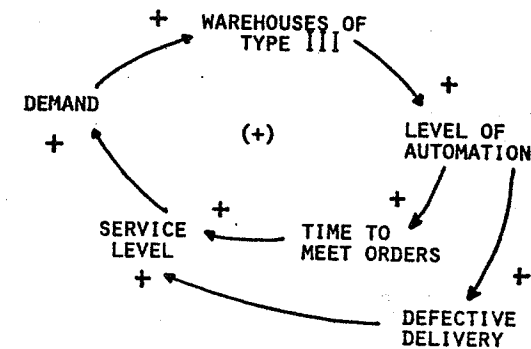 +
WAREHOUSES OF
TYPE III
+
DEMAND
+
(+)
LEVEL OF
AUTOMATION
+
+
SERVICE
LEVEL
+
TIME TO
MEET ORDERS
+
DEFECTIVE
DELIVERY